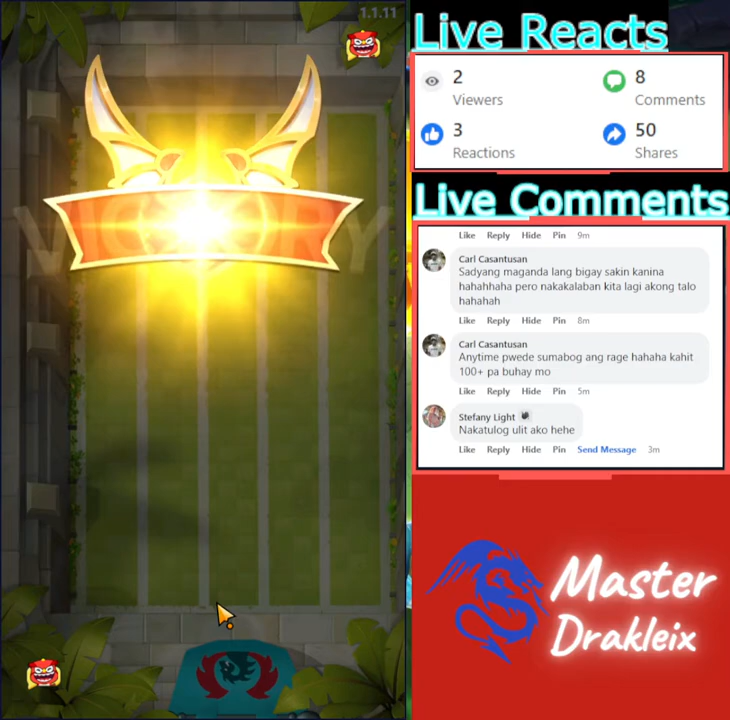 1.1.11
VICTORY
Live Reacts
2
Viewers
8
Comments
3
Reactions
50
Shares
Live Comments
Like Reply Hide Pin 9m
Carl Casantusan
Sadyang maganda lang bigay sakin kanina
hahahhaha pero nakakalaban kita lagi akong talo
hahahah
Like Reply Hide Pin 8m
Carl Casantusan
Anytime pwede sumabog ang rage hahaha kahit
100+ pa buhay mo
Like Reply Hide Pin 5m
Stefany Light
Nakatulog ulit ako hehe
Like Reply Hide Pin Send Message 3m
Master
Drakleix